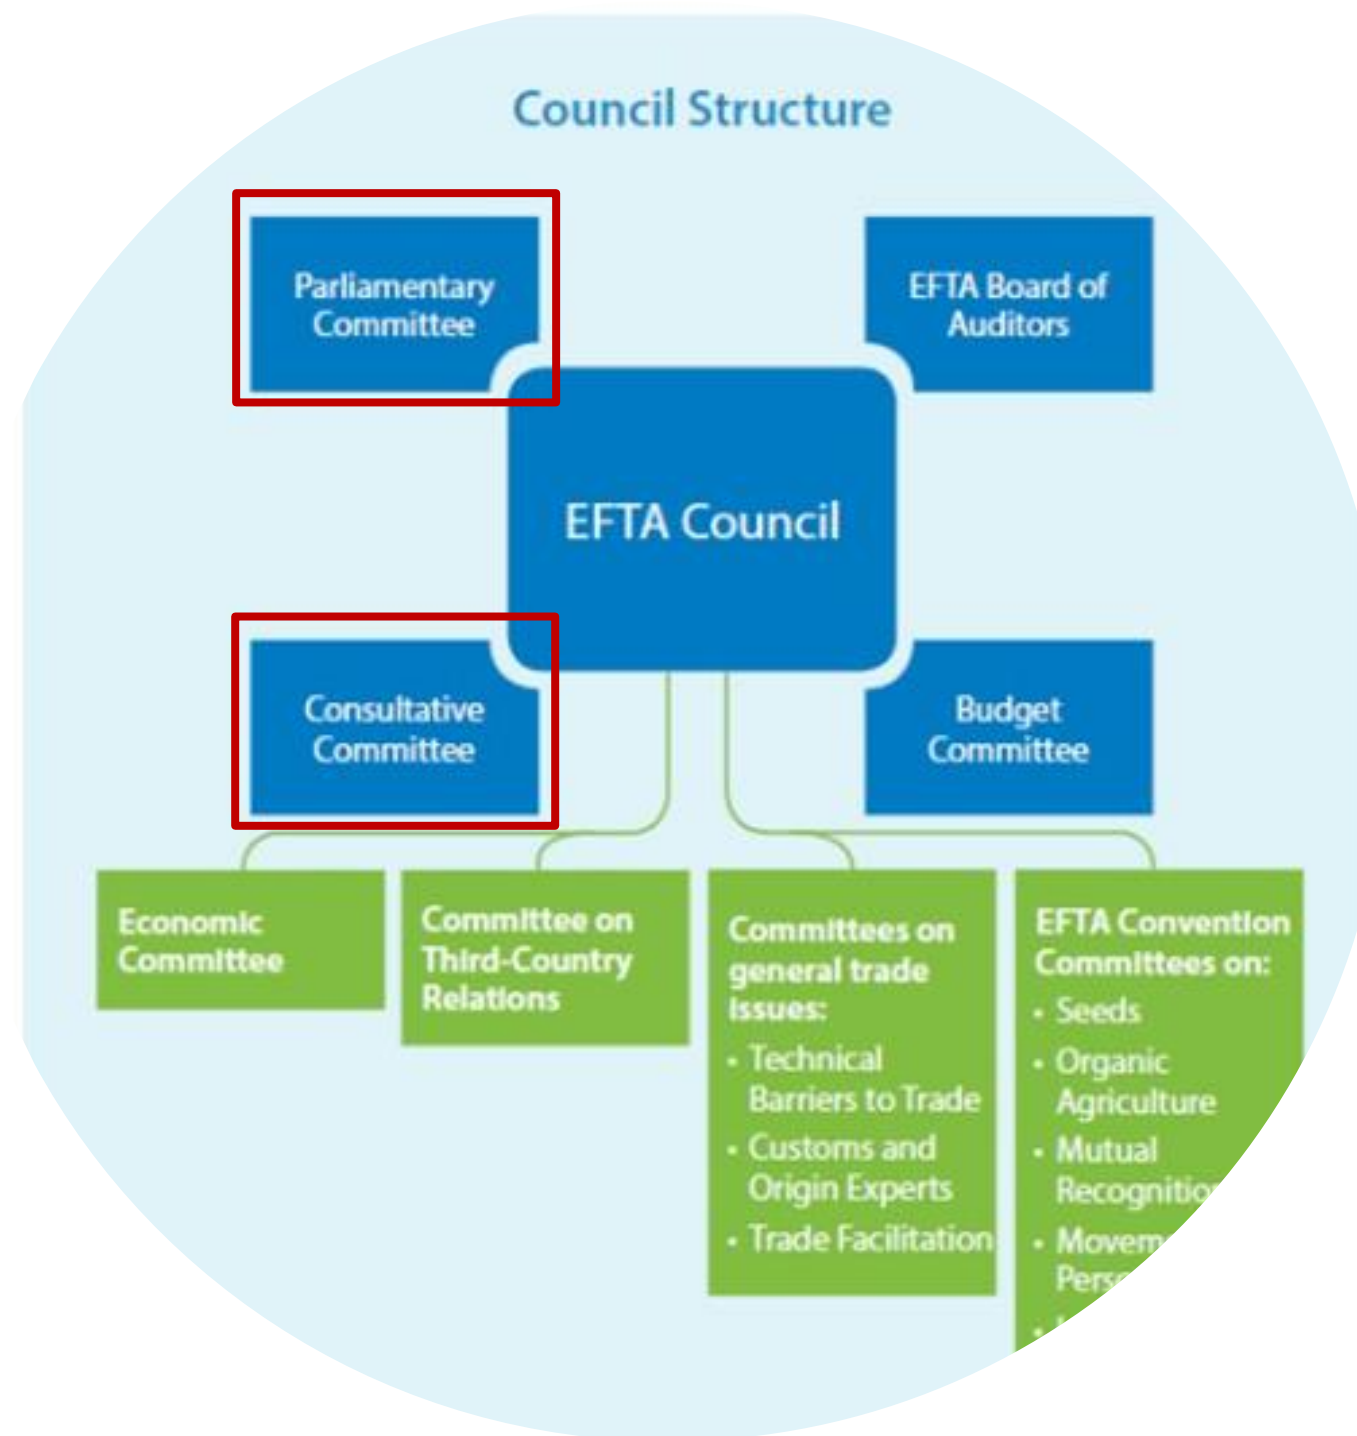 Council Structure
Parliamentary
Committee
EFTA Board of
Auditors
EFTA Council
Consultative
Committee
Budget
Committee
Economic
Committee
Committee on
Third-Country
Relations
Committees on
general trade
issues:
• Technical
Barriers to Trade
• Customs and
Origin Experts
• Trade Facilitation
EFTA Convention
Committees on:
• Seeds
• Organic
Agriculture
• Mutual